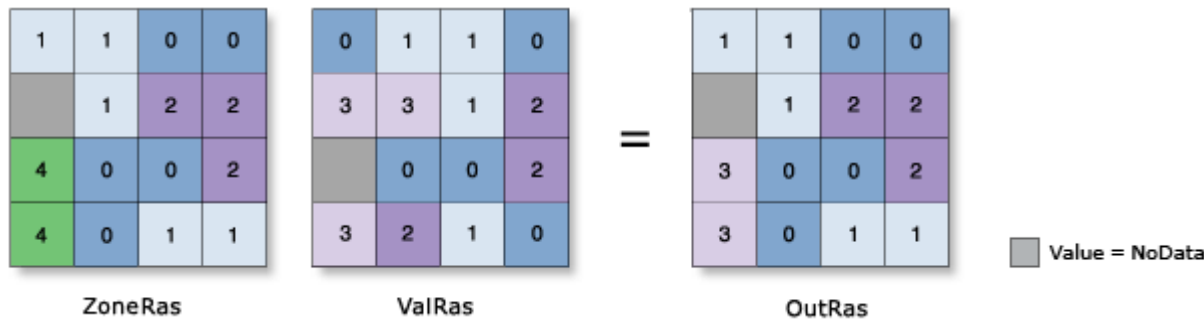 1 1 0 0 0 1 1 0 1 1 0 0
1 2 2 3 3 1 2 = 1 2 2
4 0 0 2 0 0 2 3 0 0 2
4 0 1 1 3 2 1 0 3 0 1 1
Value = NoData
ZoneRas ValRas OutRas